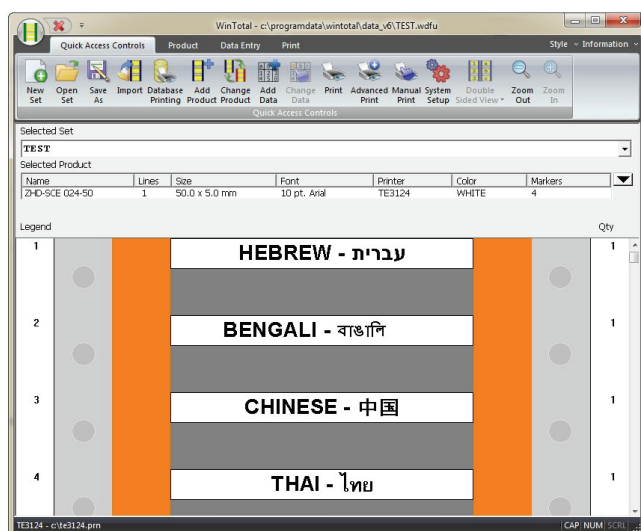 WinTotal - c:\programdata\wintotal\data_v6\TEST.wdfu
Quick Access Controls Product Data Entry Print Style Information
New Set Open Set Save As Import Database Printing Add Product Change Product Add Data Change Data Print Advanced Print Manual Print System Setup Double Sided View Zoom Out Zoom In
Quick Access Controls
Selected Set
TEST
Selected Product
Name Lines Size Font Printer Color Markers
ZHD-SCE 024-50 1 50.0 x 5.0 mm 10 pt. Arial TE3124 WHITE 4
Legend Qty
1 HEBREW - עברית 1
2 BENGALI - বাঙালি 1
3 CHINESE - 中国 1
4 THAI - ไทย 1
TE3124 - c:\te3124.prn CAP NUM SCRL